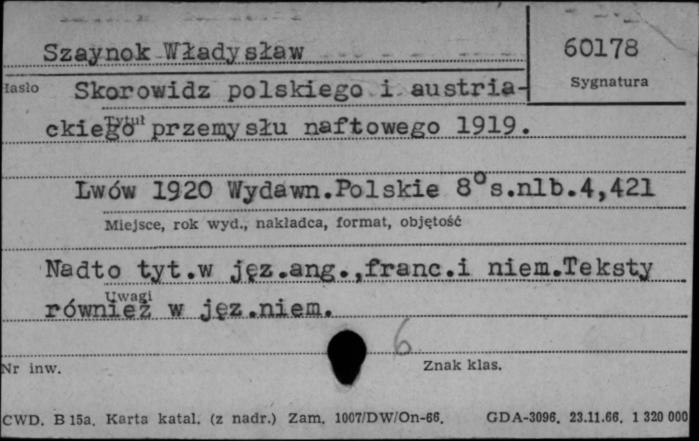 Szaynok Władysław
60178
Hasło
Sygnatura
Skorowidz polskiego i austria-
Tytuł
ckiego przemysłu naftowego 1919.
Lwów 1920 Wydawn.Polskie 8° s.nlb.4,421
Miejsce, rok wyd., nakładca, format, objętość
Nadto tyt.w jęz.ang.,franc.i niem.Teksty
Uwagi
również w jęz.niem.
6
Nr inw.
Znak klas.
CWD. B 15a. Karta katal. (z nadr.) Zam. 1007/DW/On-66. GDA-3096. 23.11.66. 1 320 000